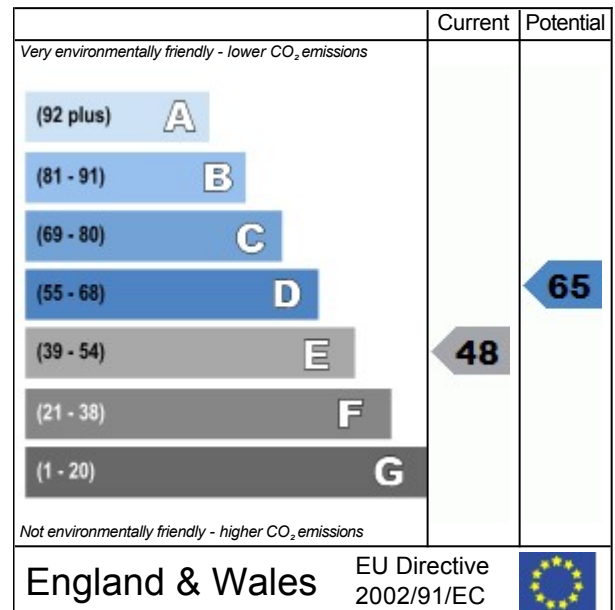 Current Potential
Very environmentally friendly - lower CO₂ emissions
(92 plus) A
(81 - 91) B
(69 - 80) C
(55 - 68) D
65
(39 - 54) E
48
(21 - 38) F
(1 - 20) G
Not environmentally friendly - higher CO₂ emissions
England & Wales
EU Directive
2002/91/EC